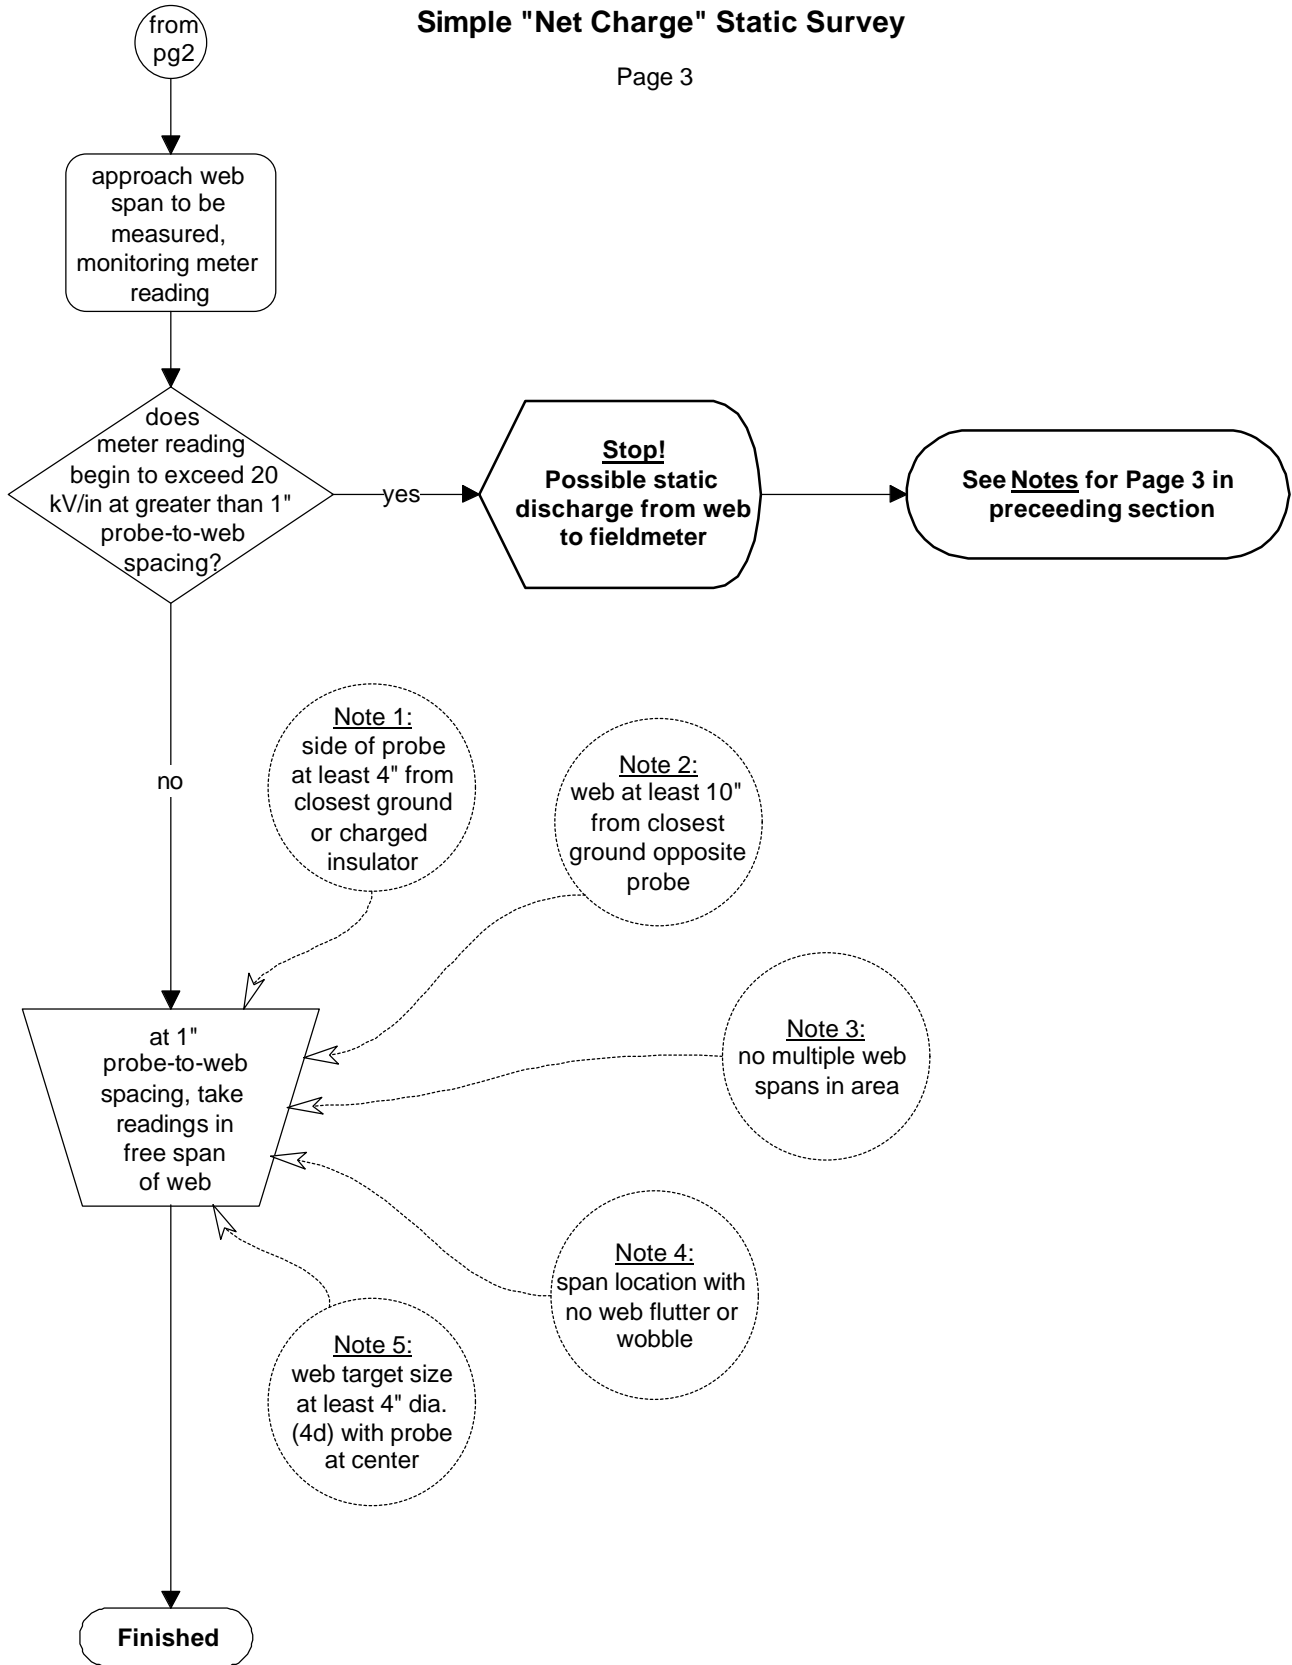 from
pg2
Simple "Net Charge" Static Survey
Page 3
approach web
span to be
measured,
monitoring meter
reading
does
meter reading
begin to exceed 20
kV/in at greater than 1"
probe-to-web
spacing?
yes
Stop!
Possible static
discharge from web
to fieldmeter
See Notes for Page 3 in
preceeding section
no
Note 1:
side of probe
at least 4" from
closest ground
or charged
insulator
Note 2:
web at least 10"
from closest
ground opposite
probe
Note 3:
no multiple web
spans in area
at 1"
probe-to-web
spacing, take
readings in
free span
of web
Note 4:
span location with
no web flutter or
wobble
Note 5:
web target size
at least 4" dia.
(4d) with probe
at center
Finished